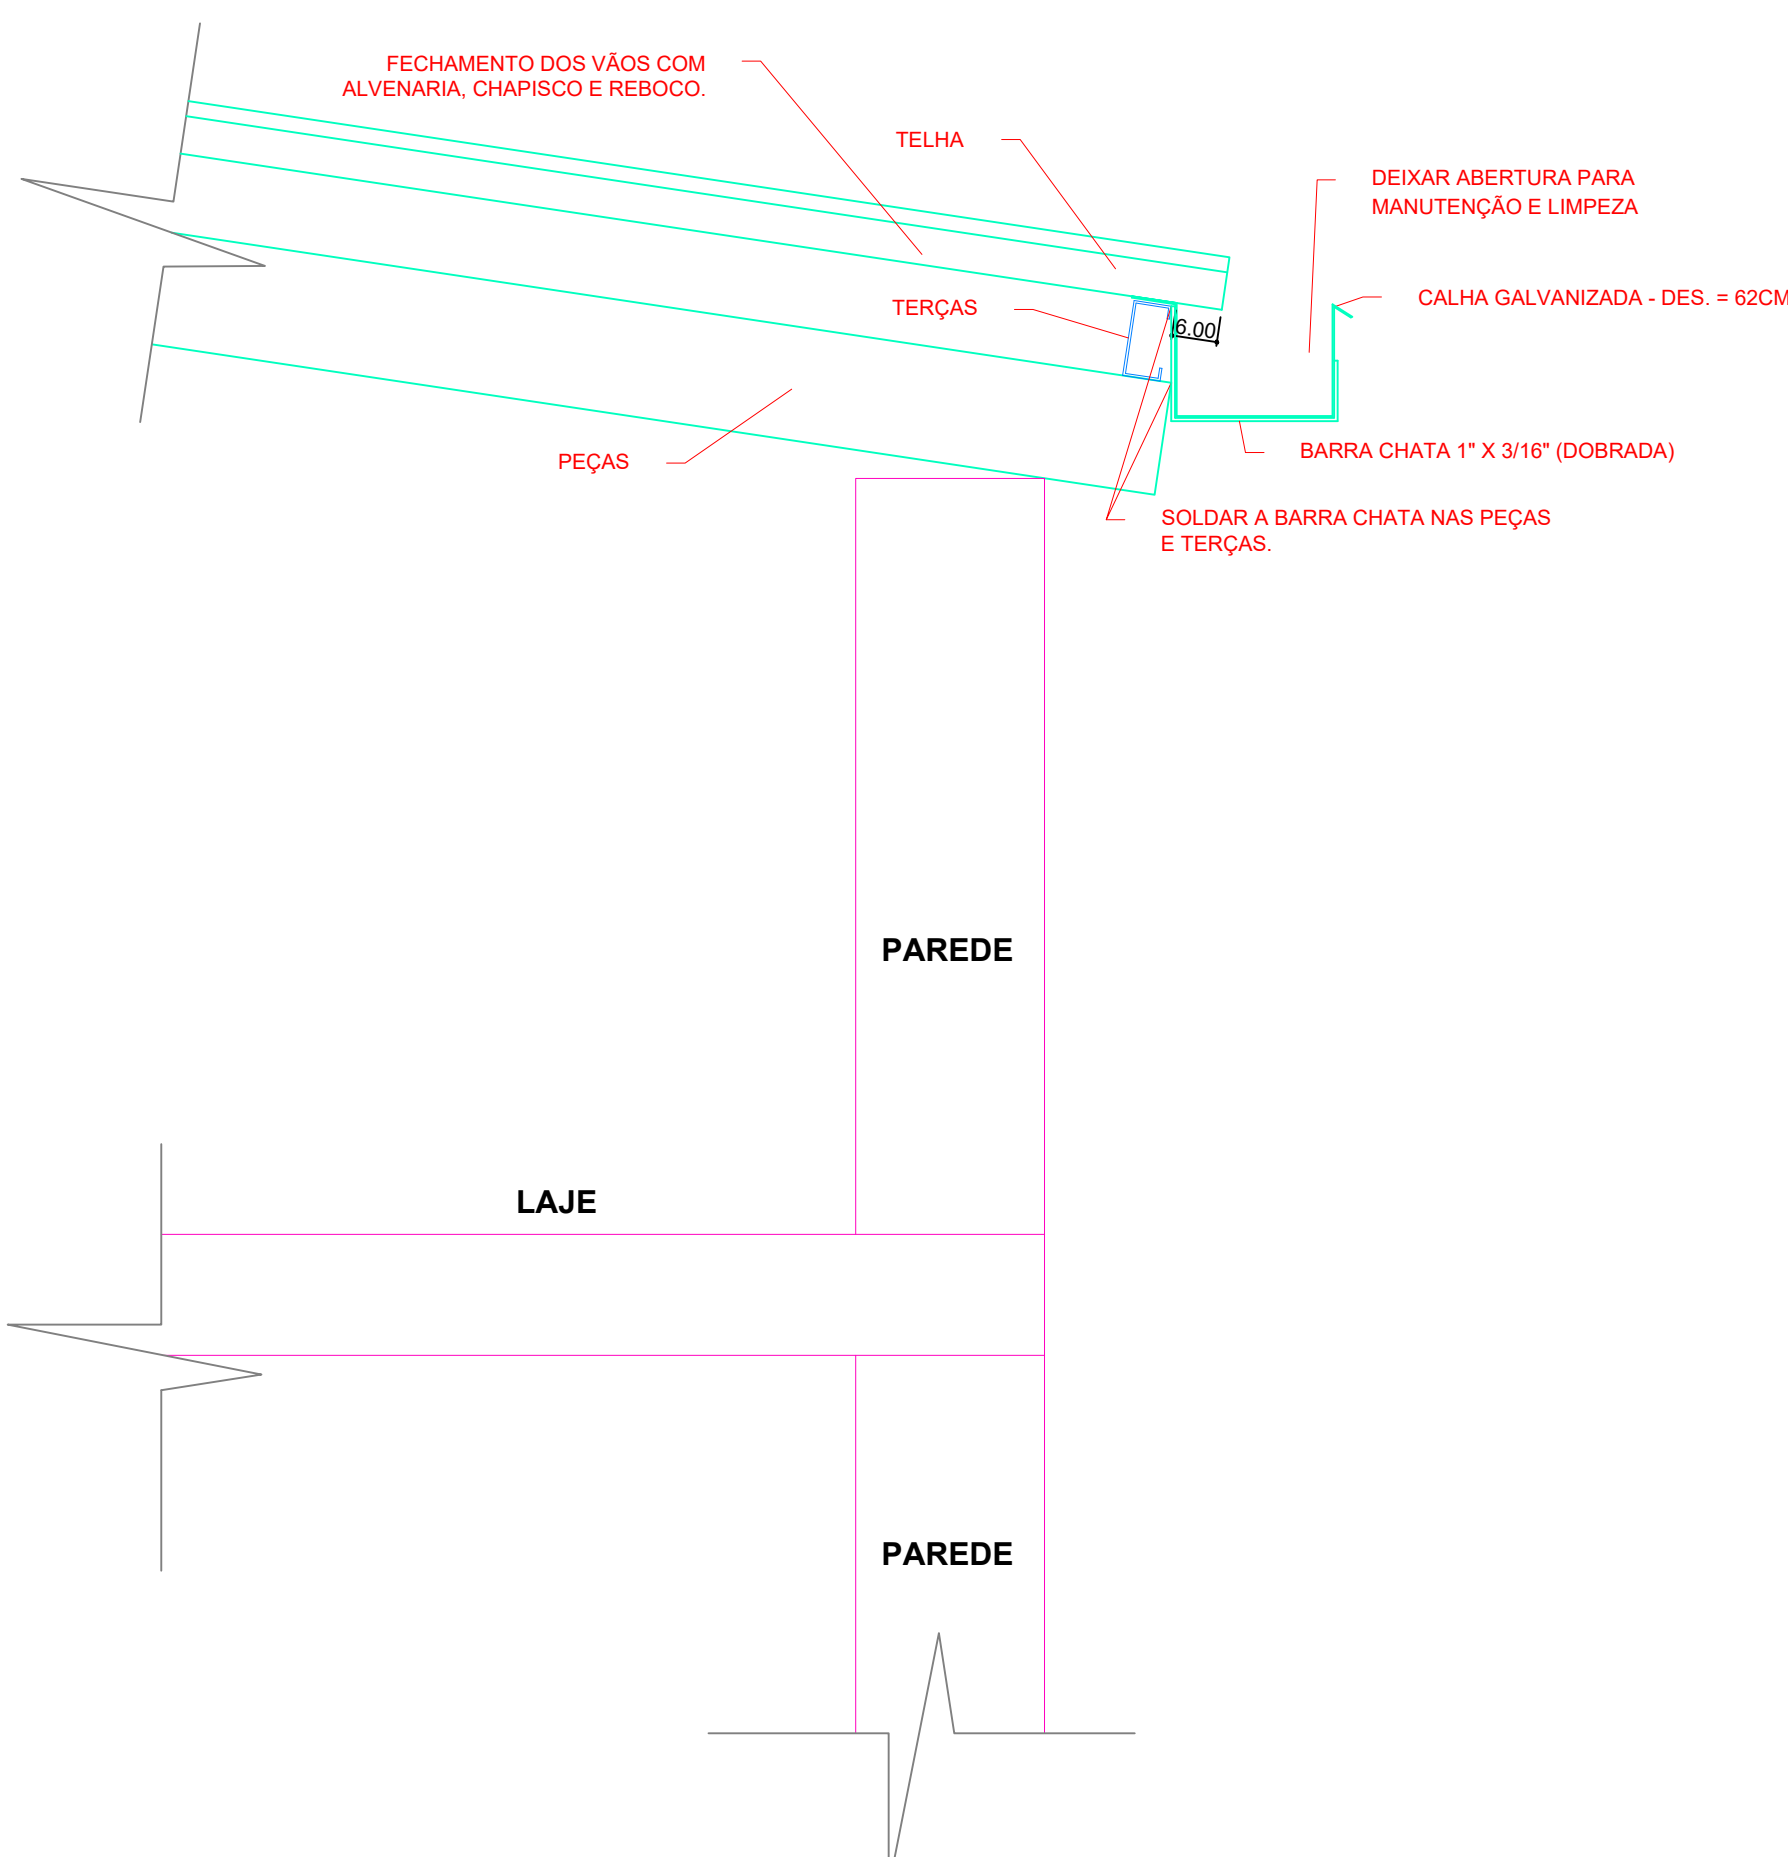 FECHAMENTO DOS VÃOS COM
ALVENARIA, CHAPISCO E REBOCO.
TELHA
DEIXAR ABERTURA PARA
MANUTENÇÃO E LIMPEZA
CALHA GALVANIZADA - DES. = 62CM
TERÇAS
6.00
BARRA CHATA 1" X 3/16" (DOBRADA)
PEÇAS
SOLDAR A BARRA CHATA NAS PEÇAS
E TERÇAS.
PAREDE
LAJE
PAREDE